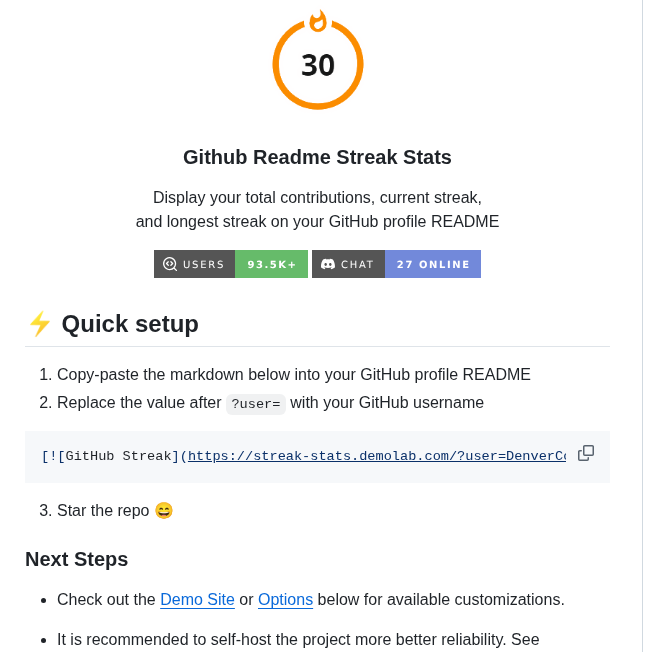 30
Github Readme Streak Stats
Display your total contributions, current streak,
and longest streak on your GitHub profile README
USERS 93.5K+ CHAT 27 ONLINE
⚡ Quick setup
1. Copy-paste the markdown below into your GitHub profile README
2. Replace the value after ?user= with your GitHub username
[![GitHub Streak](https://streak-stats.demolab.com/?user=DenverCo
3. Star the repo 😄
Next Steps
• Check out the Demo Site or Options below for available customizations.
• It is recommended to self-host the project more better reliability. See